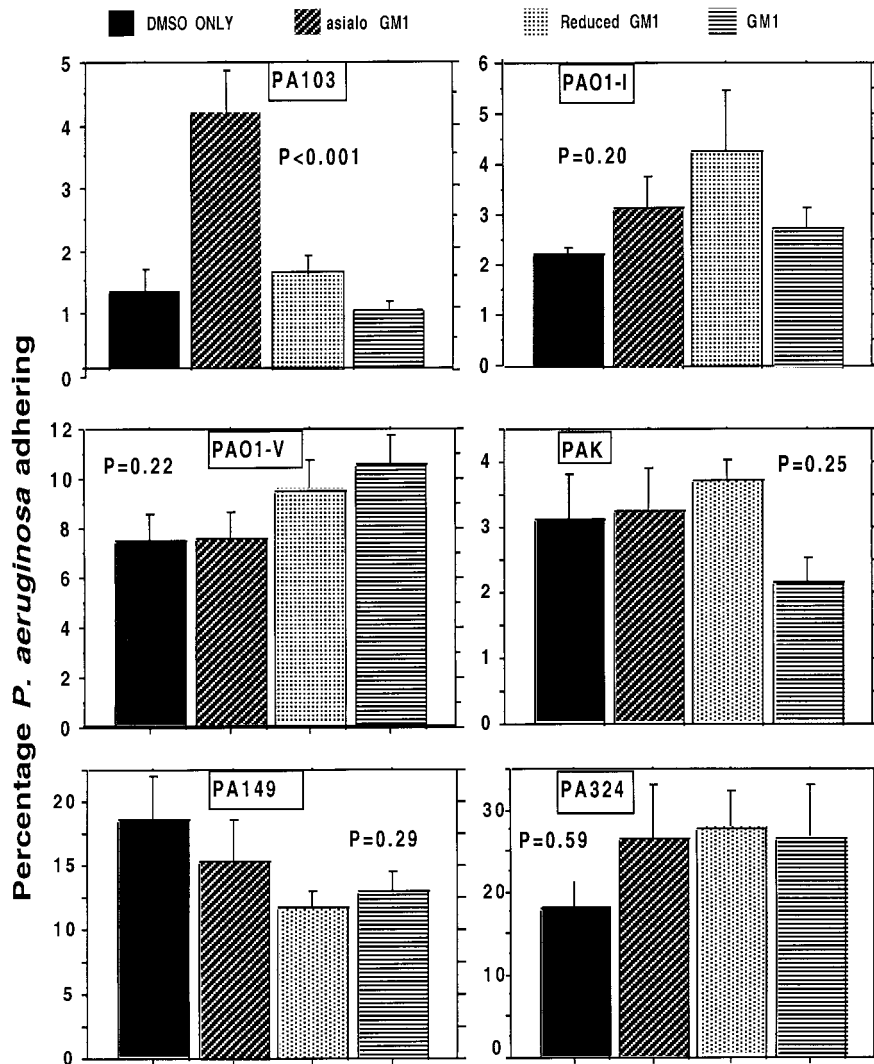 DMSO ONLY
asialo GM1
Reduced GM1
GM1
Percentage P. aeruginosa adhering
PA103
P<0.001
5
4
3
2
1
0
PAO1-I
P=0.20
6
5
4
3
2
1
0
PAO1-V
P=0.22
12
10
8
6
4
2
0
PAK
P=0.25
4
3
2
1
0
PA149
P=0.29
20
15
10
5
0
PA324
P=0.59
30
20
10
0